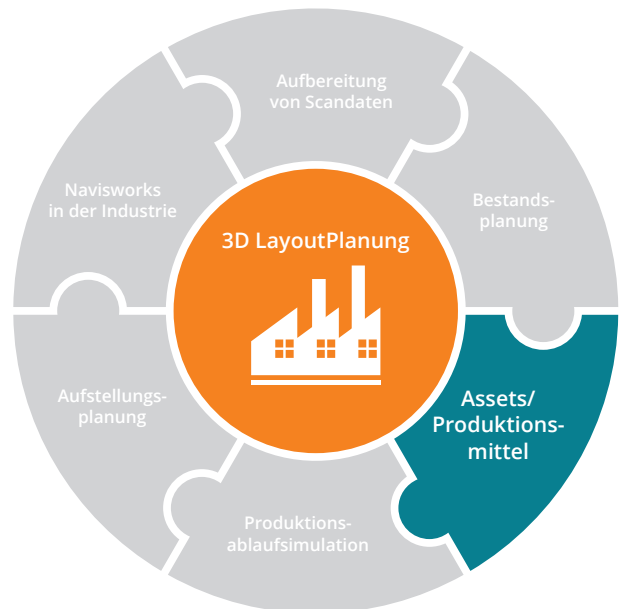 Aufbereitung
von Scandaten
Navisworks
in der Industrie
Bestands-
planung
3D LayoutPlanung
Aufstellungs-
planung
Assets/
Produktions-
mittel
Produktions-
ablaufsimulation